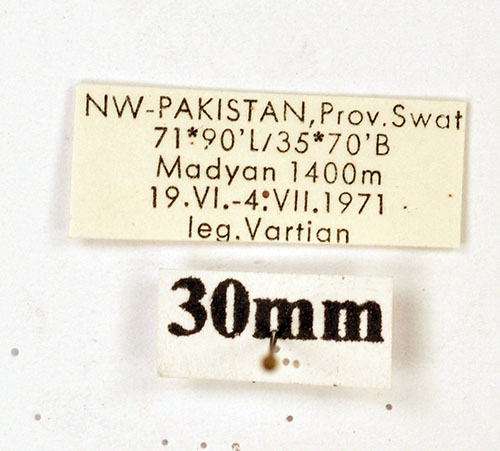 NW-PAKISTAN,Prov.Swat
71*90'L/35*70'B
Madyan 1400m
19.VI.-4.VII.1971
leg.Vartian
30mm